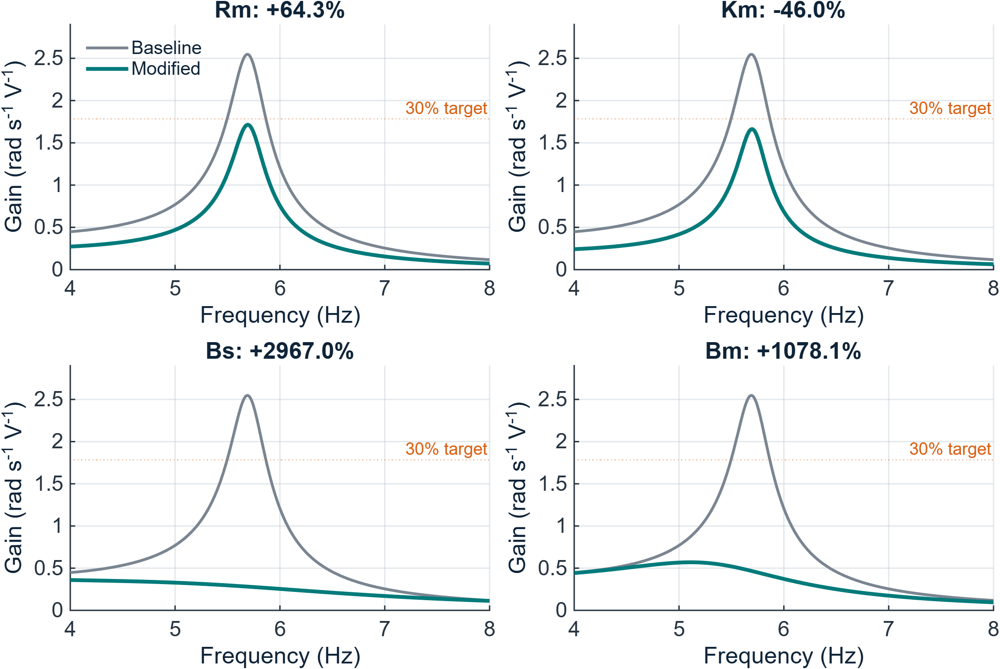 Rm: +64.3%
Baseline
Modified
30% target
2.5
2
1.5
1
0.5
0
4 5 6 7 8
Gain (rad s⁻¹ V⁻¹)
Frequency (Hz)
Km: -46.0%
30% target
2.5
2
1.5
1
0.5
0
4 5 6 7 8
Gain (rad s⁻¹ V⁻¹)
Frequency (Hz)
Bs: +2967.0%
30% target
2.5
2
1.5
1
0.5
0
4 5 6 7 8
Gain (rad s⁻¹ V⁻¹)
Frequency (Hz)
Bm: +1078.1%
30% target
2.5
2
1.5
1
0.5
0
4 5 6 7 8
Gain (rad s⁻¹ V⁻¹)
Frequency (Hz)